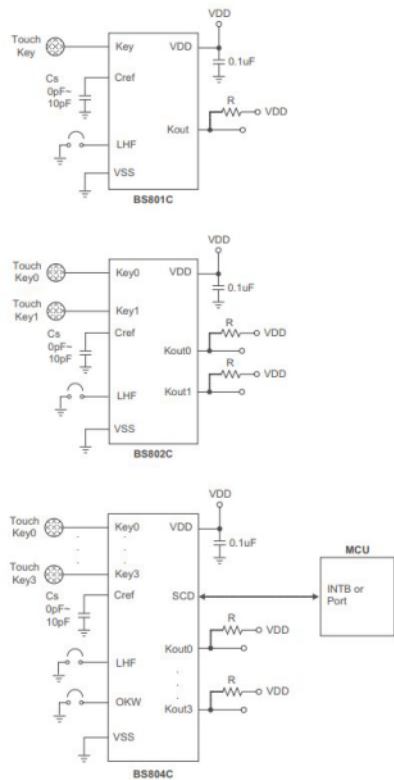 VDD
Touch
Key
Key
VDD
0.1uF
Cs
0pF~
10pF
Cref
R
VDD
LHF
Kout
VSS
BS801C
VDD
Touch
Key0
Key0
VDD
0.1uF
Touch
Key1
Key1
Cs
0pF~
10pF
Cref
R
VDD
Kout0
R
VDD
LHF
Kout1
VSS
BS802C
VDD
Touch
Key0
Key0
VDD
0.1uF
MCU
Touch
Key3
Key3
Cs
0pF~
10pF
Cref
SCD
INTB or
Port
R
VDD
Kout0
LHF
R
VDD
OKW
Kout3
VSS
BS804C